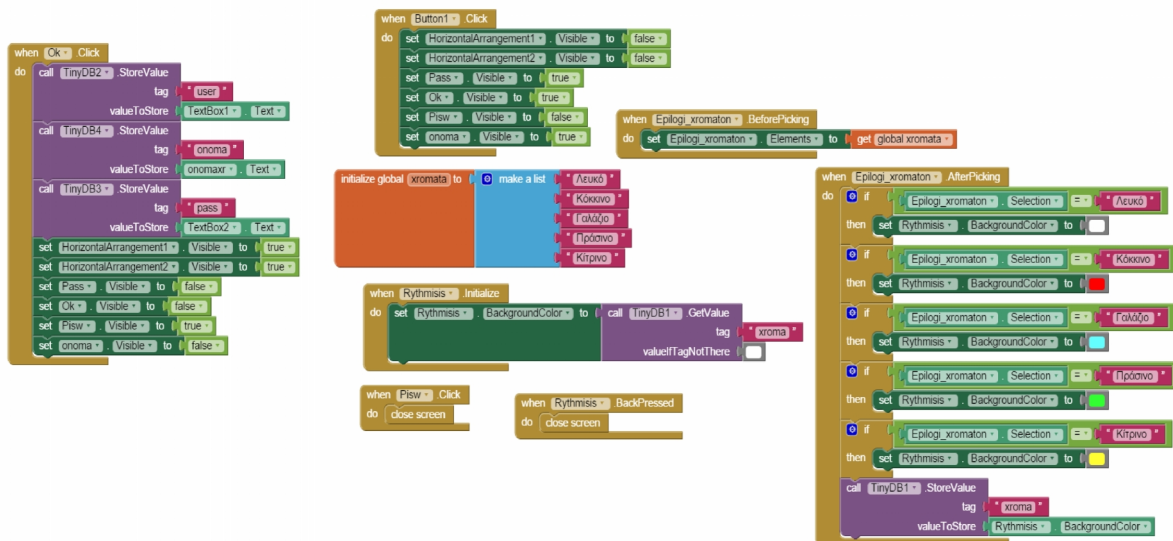 when Ok .Click
do call TinyDB2 .StoreValue
tag " user "
valueToStore TextBox1 . Text
call TinyDB4 .StoreValue
tag " onoma "
valueToStore onomaxr . Text
call TinyDB3 .StoreValue
tag " pass "
valueToStore TextBox2 . Text
set HorizontalArrangement1 . Visible to true
set HorizontalArrangement2 . Visible to true
set Pass . Visible to false
set Ok . Visible to false
set Pisw . Visible to true
set onoma . Visible to false
when Button1 .Click
do set HorizontalArrangement1 . Visible to false
set HorizontalArrangement2 . Visible to false
set Pass . Visible to true
set Ok . Visible to true
set Pisw . Visible to false
set onoma . Visible to true
initialize global xromata to make a list " Λευκό "
" Κόκκινο "
" Γαλάζιο "
" Πράσινο "
" Κίτρινο "
when Rythmisis .Initialize
do set Rythmisis . BackgroundColor to call TinyDB1 .GetValue
tag " xroma "
valueIfTagNotThere
when Pisw .Click
do close screen
when Rythmisis .BackPressed
do close screen
when Epilogi_xromaton .BeforePicking
do set Epilogi_xromaton . Elements to get global xromata
when Epilogi_xromaton .AfterPicking
do if Epilogi_xromaton . Selection = " Λευκό "
then set Rythmisis . BackgroundColor to
if Epilogi_xromaton . Selection = " Κόκκινο "
then set Rythmisis . BackgroundColor to
if Epilogi_xromaton . Selection = " Γαλάζιο "
then set Rythmisis . BackgroundColor to
if Epilogi_xromaton . Selection = " Πράσινο "
then set Rythmisis . BackgroundColor to
if Epilogi_xromaton . Selection = " Κίτρινο "
then set Rythmisis . BackgroundColor to
call TinyDB1 .StoreValue
tag " xroma "
valueToStore Rythmisis . BackgroundColor